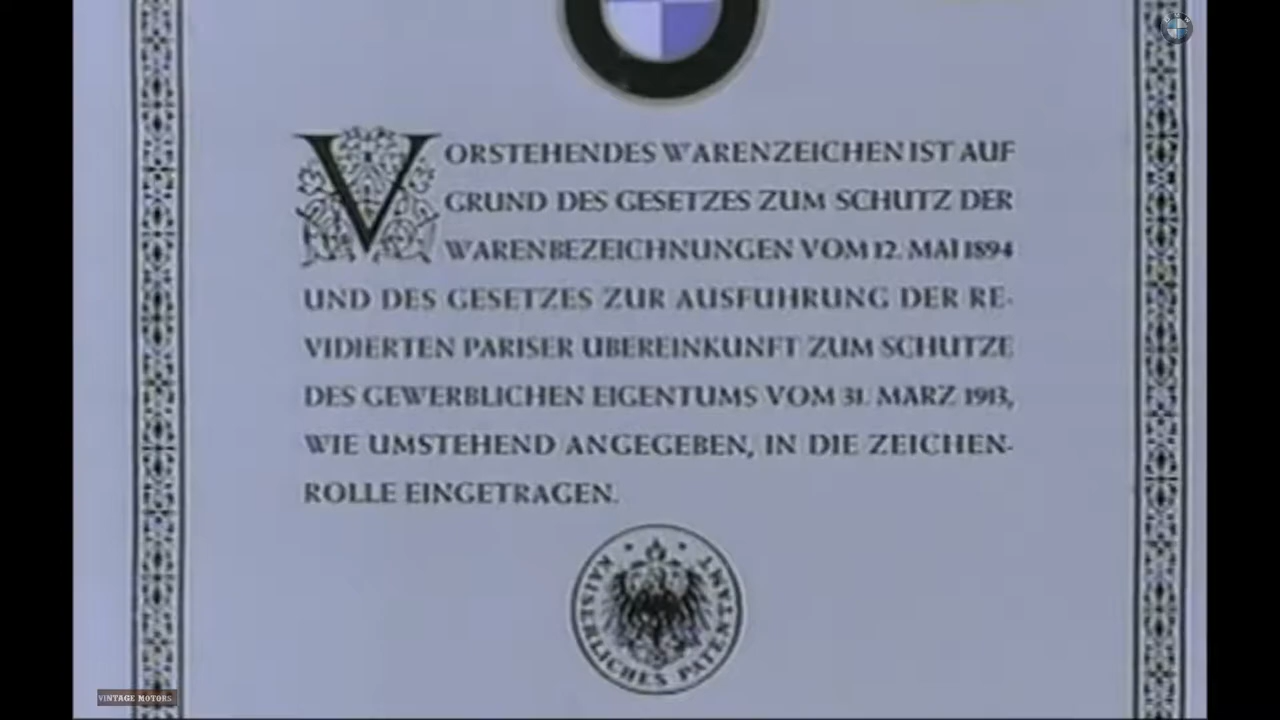 VORSTEHENDES WARENZEICHEN IST AUF
GRUND DES GESETZES ZUM SCHUTZ DER
WARENBEZEICHNUNGEN VOM 12. MAI 1894
UND DES GESETZES ZUR AUSFUHRUNG DER RE-
VIDIERTEN PARISER UBEREINKUNFT ZUM SCHUTZE
DES GEWERBLICHEN EIGENTUMS VOM 31. MARZ 1913,
WIE UMSTEHEND ANGEGEBEN, IN DIE ZEICHEN-
ROLLE EINGETRAGEN.
KAISERLICHES PATENTAMT
VINTAGE MOTORS